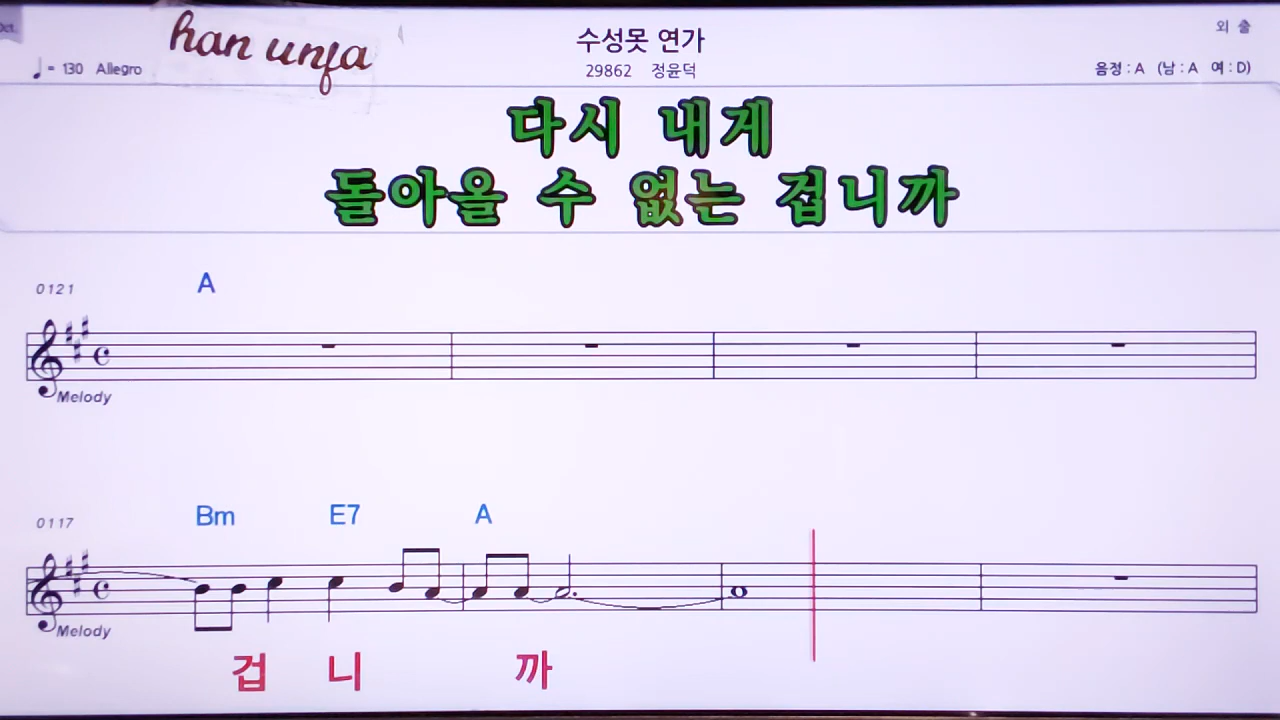 Oct.
han unfa
수성못 연가
외 출
♩= 130 Allegro
29862 정윤덕
음정 : A (남 : A 여 : D)
다시 내게
돌아올 수 없는 겁니까
A
0121
Melody
Bm E7 A
0117
Melody
겁 니 까